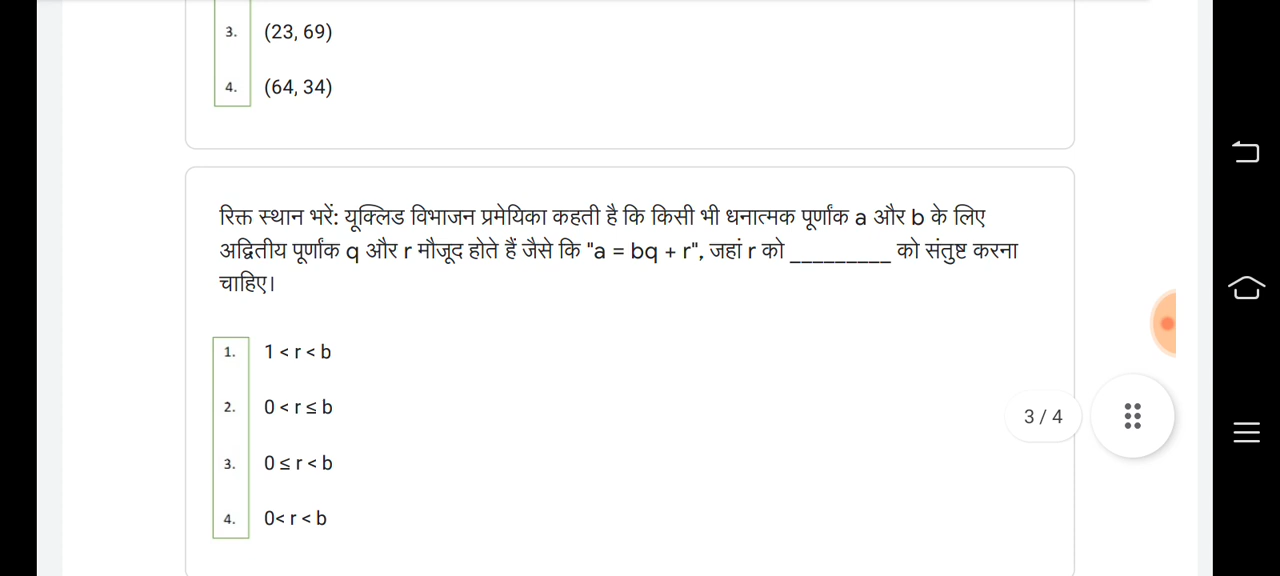 3. (23, 69)
4. (64, 34)
रिक्त स्थान भरें: यूक्लिड विभाजन प्रमेयिका कहती है कि किसी भी धनात्मक पूर्णांक a और b के लिए
अद्वितीय पूर्णांक q और r मौजूद होते हैं जैसे कि "a = bq + r", जहां r को _________ को संतुष्ट करना
चाहिए।
1. 1 < r < b
2. 0 < r ≤ b
3. 0 ≤ r < b
4. 0< r < b
3 / 4